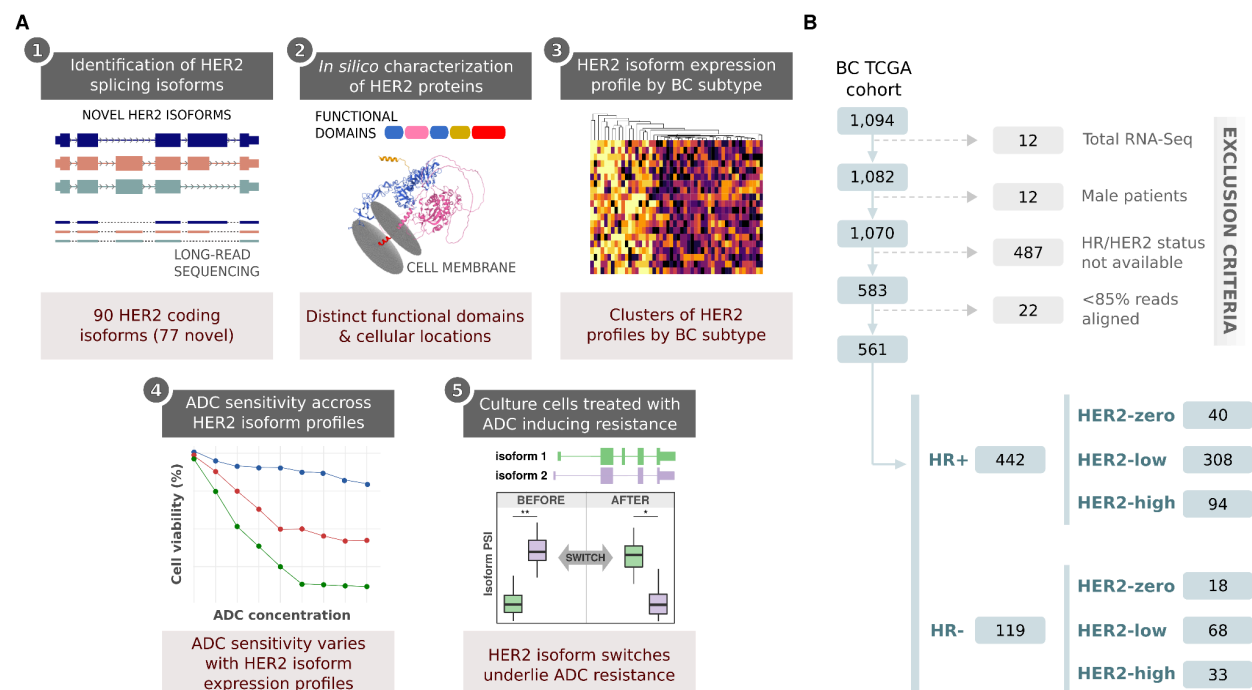 A
1
Identification of HER2
splicing isoforms
NOVEL HER2 ISOFORMS
LONG-READ
SEQUENCING
90 HER2 coding
isoforms (77 novel)
2
In silico characterization
of HER2 proteins
FUNCTIONAL
DOMAINS
CELL MEMBRANE
Distinct functional domains
& cellular locations
3
HER2 isoform expression
profile by BC subtype
Clusters of HER2
profiles by BC subtype
4
ADC sensitivity accross
HER2 isoform profiles
Cell viability (%)
ADC concentration
ADC sensitivity varies
with HER2 isoform
expression profiles
5
Culture cells treated with
ADC inducing resistance
isoform 1
isoform 2
BEFORE
AFTER
**
*
SWITCH
Isoform PSI
HER2 isoform switches
underlie ADC resistance
B
BC TCGA
cohort
1,094
12
Total RNA-Seq
1,082
12
Male patients
1,070
487
HR/HER2 status
not available
583
22
<85% reads
aligned
561
EXCLUSION CRITERIA
HR+
442
HER2-zero
40
HER2-low
308
HER2-high
94
HR-
119
HER2-zero
18
HER2-low
68
HER2-high
33